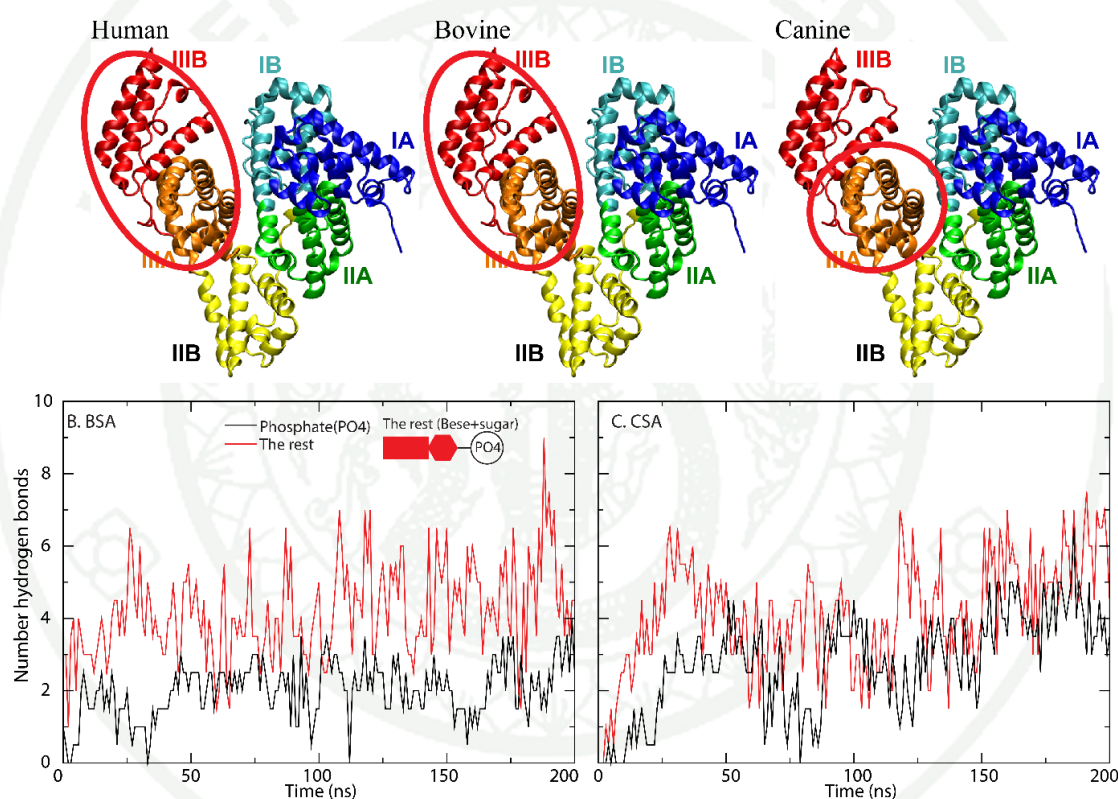 Human Bovine Canine
IIIB IB IIIB IB IIIB IB
IA IA IA
IIIA IIA IIIA IIA IIIA IIA
IIB IIB IIB
10
B. BSA
Phosphate(PO4)
The rest
The rest (Bese+sugar)
PO4
C. CSA
8
6
4
2
0
Number hydrogen bonds
0 50 100 150 200
Time (ns)
0 50 100 150 200
Time (ns)